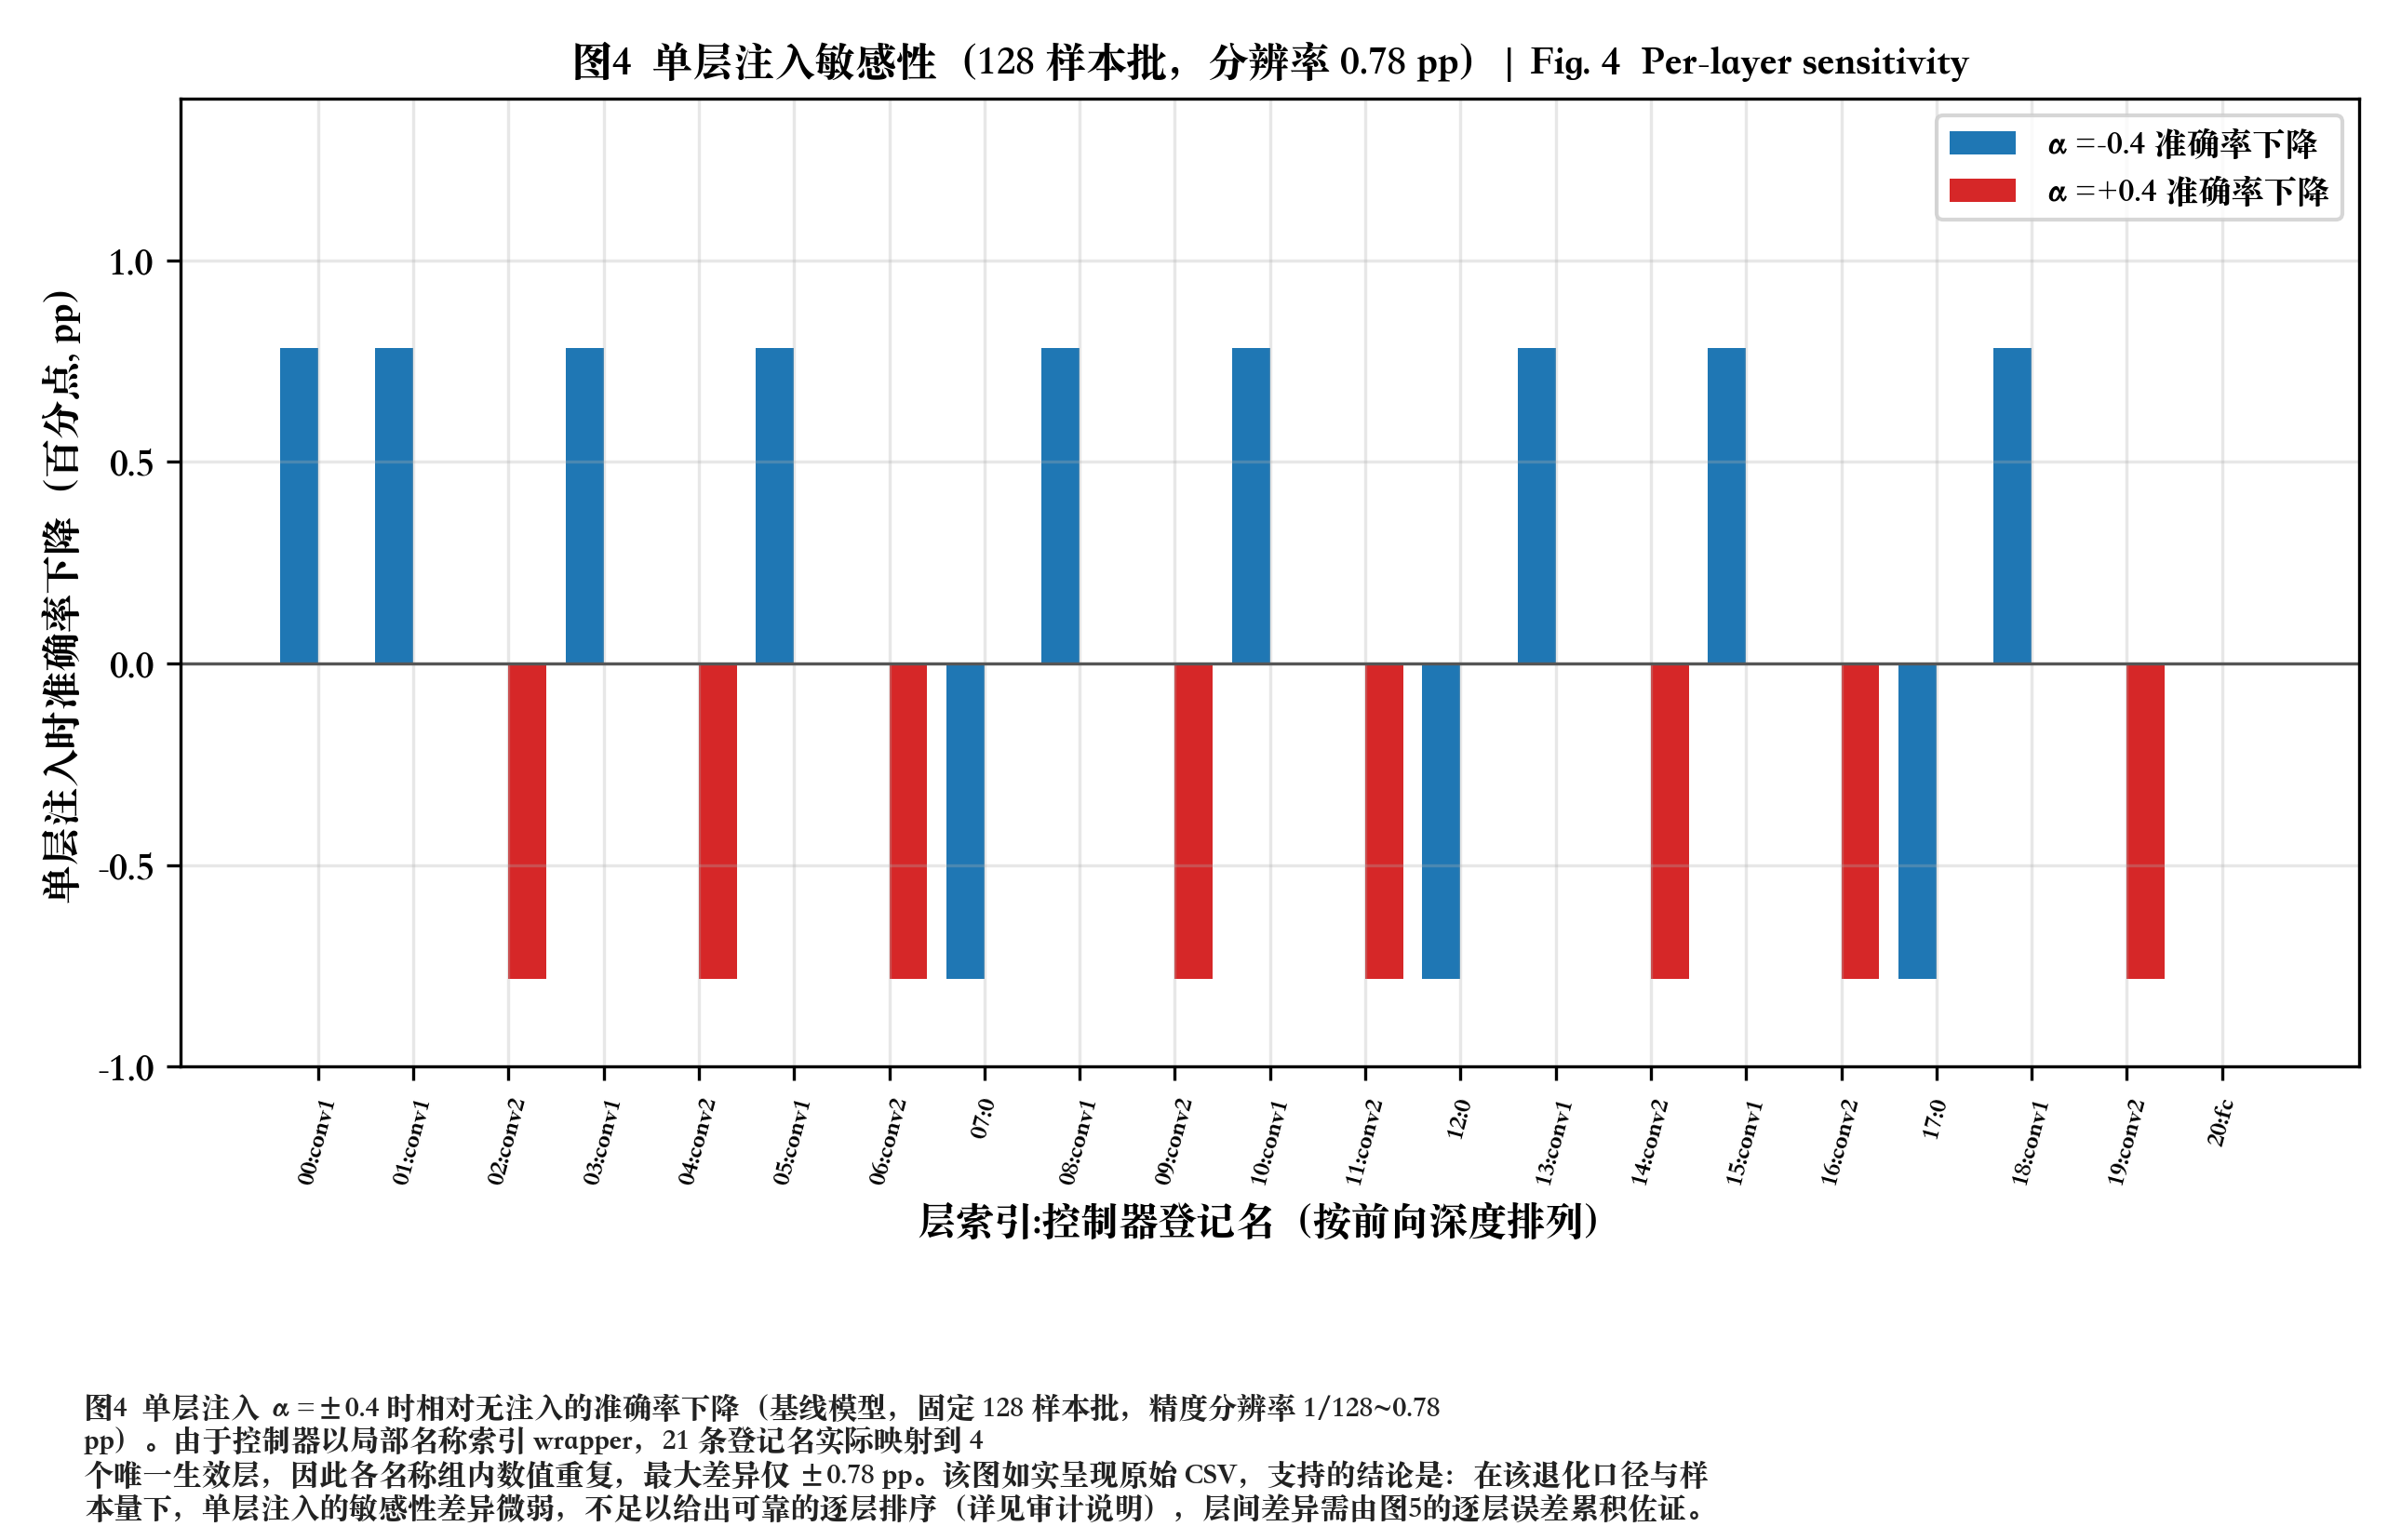 图4 单层注入敏感性（128 样本批，分辨率 0.78 pp）| Fig. 4 Per-layer sensitivity
α =-0.4 准确率下降
α =+0.4 准确率下降
单层注入时准确率下降（百分点, pp）
1.0
0.5
0.0
-0.5
-1.0
00:conv1
01:conv1
02:conv2
03:conv1
04:conv2
05:conv1
06:conv2
07:0
08:conv1
09:conv2
10:conv1
11:conv2
12:0
13:conv1
14:conv2
15:conv1
16:conv2
17:0
18:conv1
19:conv2
20:fc
层索引:控制器登记名（按前向深度排列）
图4 单层注入 α =±0.4 时相对无注入的准确率下降（基线模型，固定 128 样本批，精度分辨率 1/128~0.78
pp）。由于控制器以局部名称索引 wrapper，21 条登记名实际映射到 4
个唯一生效层，因此各名称组内数值重复，最大差异仅 ±0.78 pp。该图如实呈现原始 CSV，支持的结论是：在该退化口径与样
本量下，单层注入的敏感性差异微弱，不足以给出可靠的逐层排序（详见审计说明），层间差异需由图5的逐层误差累积佐证。